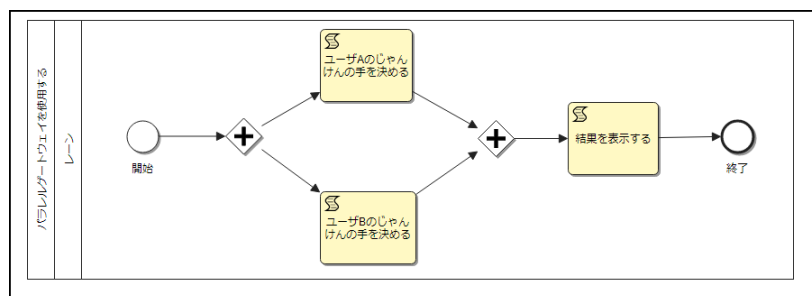 パラレルゲートウェイを使用する
レーン
開始
ユーザAのじゃん
けんの手を決める
ユーザBのじゃん
けんの手を決める
結果を表示する
終了